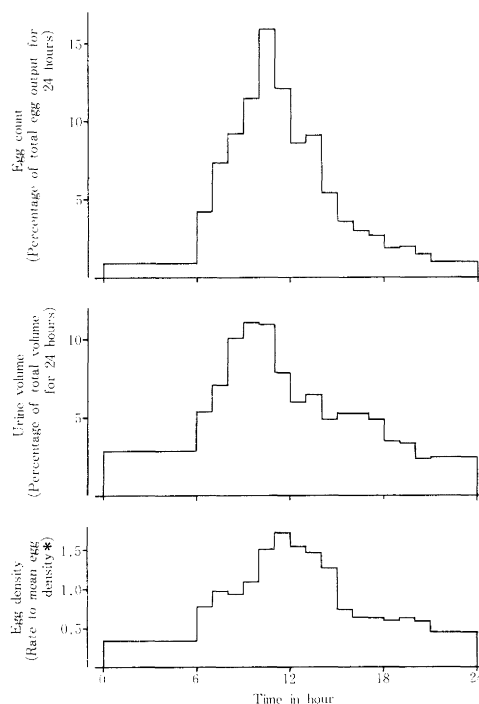 Egg count
(Percentage of total egg output for
24 hours)
15
10
5
Urine volume
(Percentage of total volume
for 24 hours)
10
5
Egg density
(Rate to mean egg
density*)
1.5
1.0
0.5
0
6
12
18
24
Time in hour